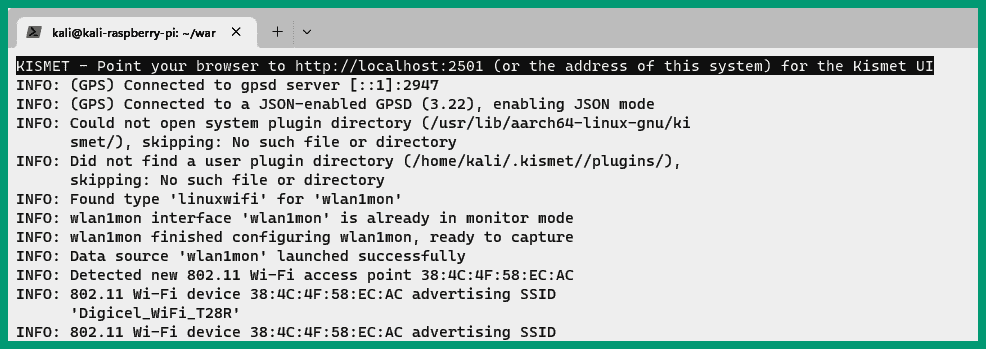 kali@kali-raspberry-pi: ~/war
KISMET - Point your browser to http://localhost:2501 (or the address of this system) for the Kismet UI
INFO: (GPS) Connected to gpsd server [::1]:2947
INFO: (GPS) Connected to a JSON-enabled GPSD (3.22), enabling JSON mode
INFO: Could not open system plugin directory (/usr/lib/aarch64-linux-gnu/ki
smet/), skipping: No such file or directory
INFO: Did not find a user plugin directory (/home/kali/.kismet//plugins/),
skipping: No such file or directory
INFO: Found type 'linuxwifi' for 'wlan1mon'
INFO: wlan1mon interface 'wlan1mon' is already in monitor mode
INFO: wlan1mon finished configuring wlan1mon, ready to capture
INFO: Data source 'wlan1mon' launched successfully
INFO: Detected new 802.11 Wi-Fi access point 38:4C:4F:58:EC:AC
INFO: 802.11 Wi-Fi device 38:4C:4F:58:EC:AC advertising SSID
'Digicel_WiFi_T28R'
INFO: 802.11 Wi-Fi device 38:4C:4F:58:EC:AC advertising SSID